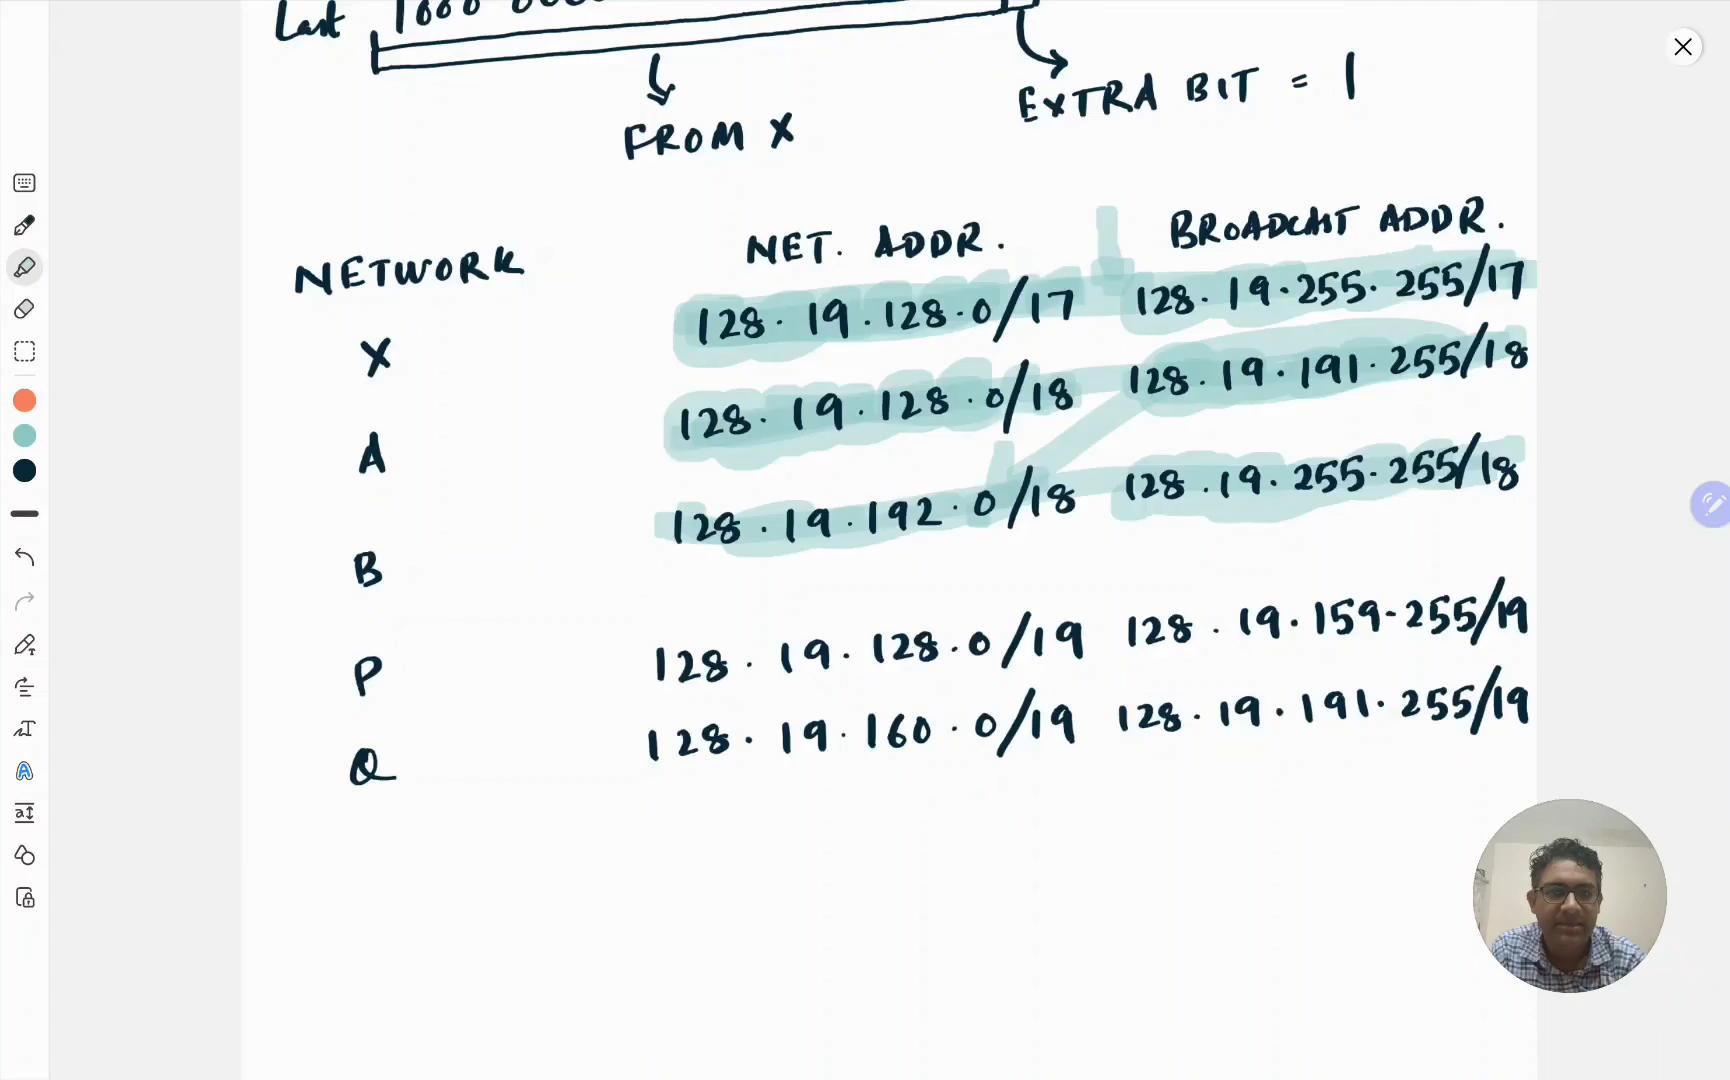 Last 1000 00
FROM X
EXTRA BIT = 1
NETWORK NET. ADDR. BROADCAST ADDR.
X 128.19.128.0/17 128.19.255.255/17
A 128.19.128.0/18 128.19.191.255/18
B 128.19.192.0/18 128.19.255.255/18
P 128.19.128.0/19 128.19.159.255/19
Q 128.19.160.0/19 128.19.191.255/19